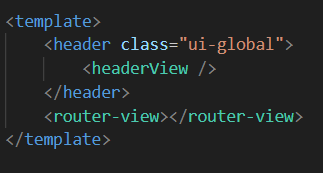 <template>
    <header class="ui-global">
        <headerView />
    </header>
    <router-view></router-view>
</template>